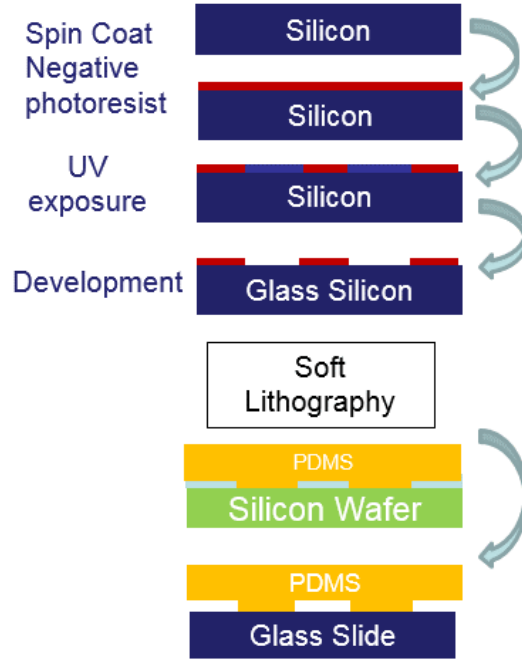 Spin Coat
Negative
photoresist
Silicon
Silicon
UV
exposure
Silicon
Development
Glass Silicon
Soft
Lithography
PDMS
Silicon Wafer
PDMS
Glass Slide